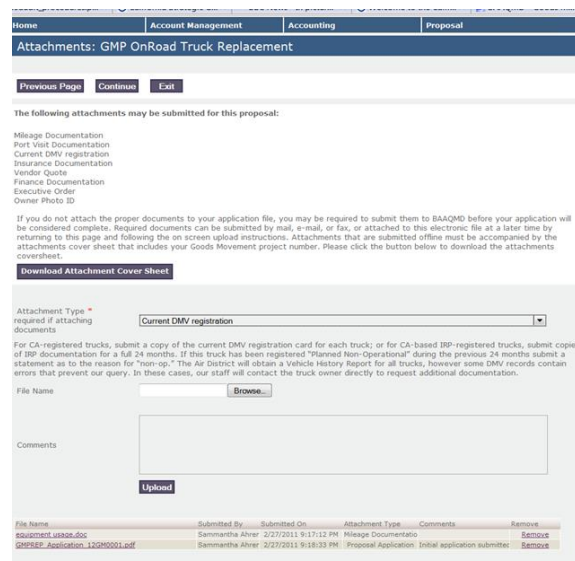 Home Account Management Accounting Proposal
Attachments: GMP OnRoad Truck Replacement
Previous Page Continue Exit
The following attachments may be submitted for this proposal:
Mileage Documentation
Port Visit Documentation
Current DMV registration
Insurance Documentation
Vendor Quote
Finance Documentation
Executive Order
Owner Photo ID
If you do not attach the proper documents to your application file, you may be required to submit them to BAAQMD before your application will
be considered complete. Required documents can be submitted by mail, e-mail, or fax, or attached to this electronic file at a later time by
returning to this page and following the on screen upload instructions. Attachments that are submitted offline must be accompanied by the
attachments cover sheet that includes your Goods Movement project number. Please click the button below to download the attachments
coversheet.
Download Attachment Cover Sheet
Attachment Type *
required if attaching
documents
Current DMV registration
For CA-registered trucks, submit a copy of the current DMV registration card for each truck; or for CA-based IRP-registered trucks, submit copie
of IRP documentation for a full 24 months. If this truck has been registered "Planned Non-Operational" during the previous 24 months submit a
statement as to the reason for "non-op." The Air District will obtain a Vehicle History Report for all trucks, however some DMV records contain
errors that prevent our query. In these cases, our staff will contact the truck owner directly to request additional documentation.
File Name Browse...
Comments
Upload
File Name Submitted By Submitted On Attachment Type Comments Remove
equipment usage.doc Sammantha Ahrer 2/27/2011 9:17:12 PM Mileage Documentatio Remove
GMPREP_Application_12GM0001.pdf Sammantha Ahrer 2/27/2011 9:18:33 PM Proposal Application Initial application submitted Remove